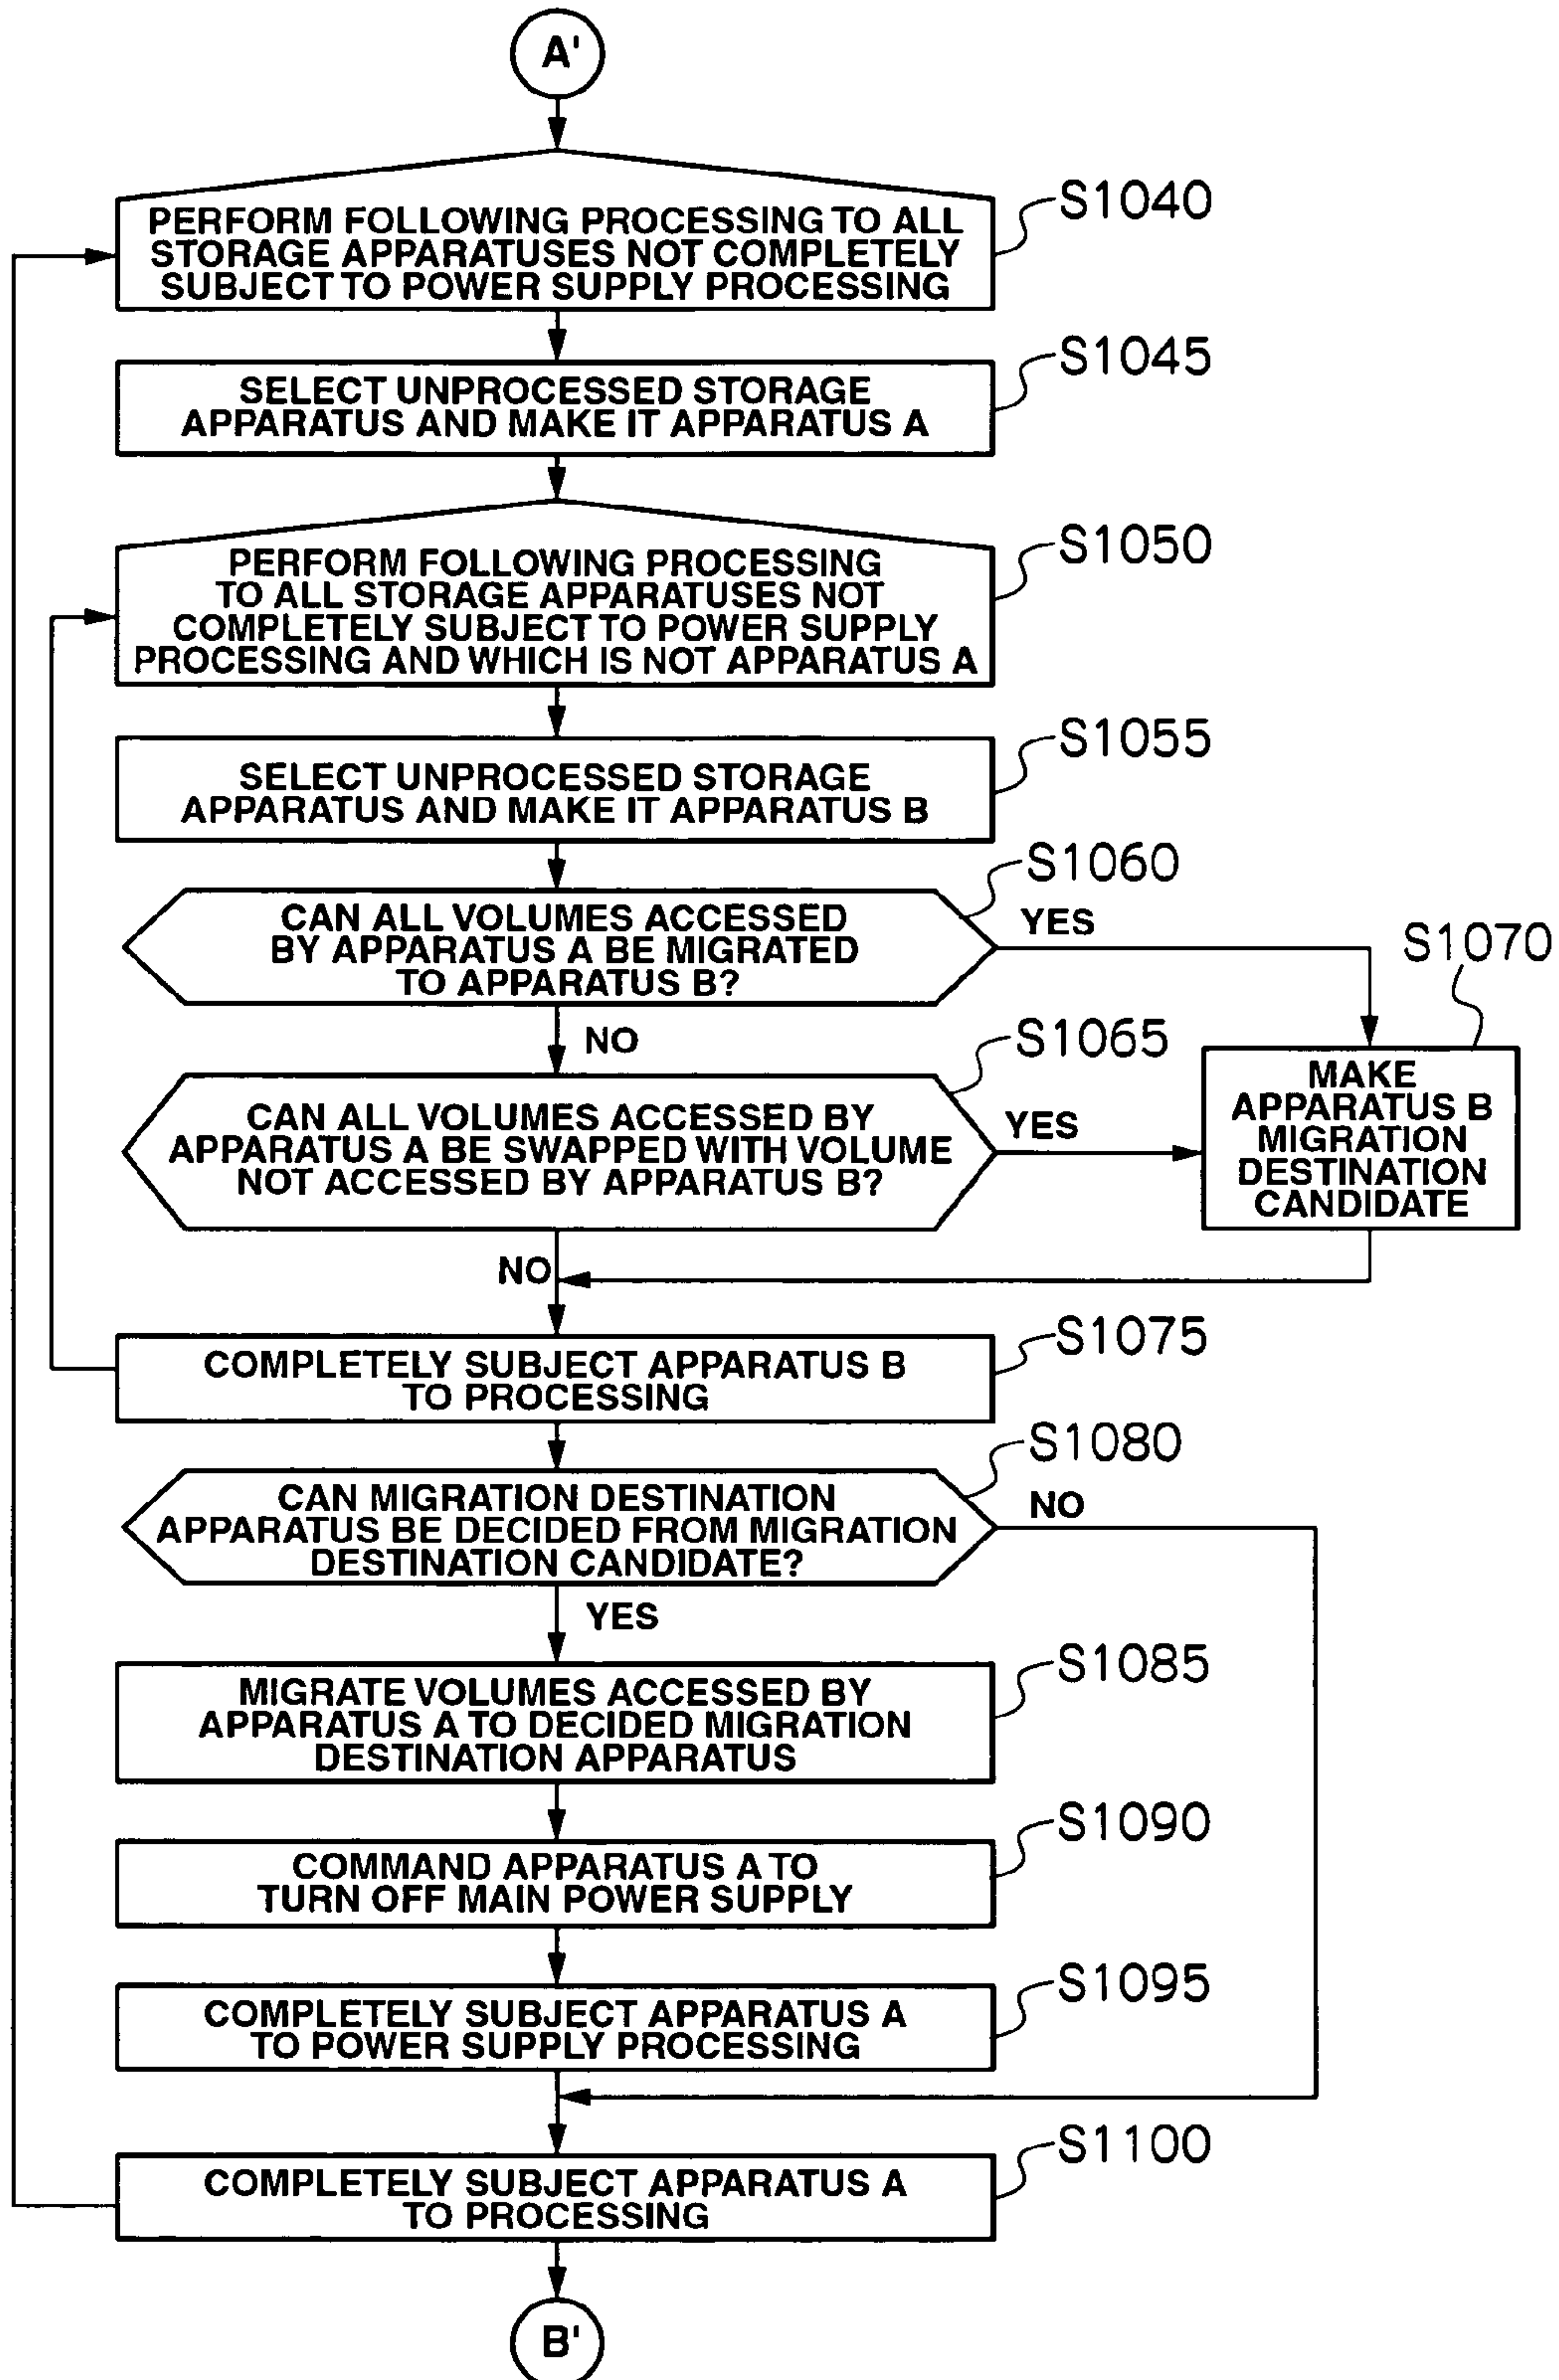 A'
S1040
PERFORM FOLLOWING PROCESSING TO ALL
STORAGE APPARATUSES NOT COMPLETELY
SUBJECT TO POWER SUPPLY PROCESSING
S1045
SELECT UNPROCESSED STORAGE
APPARATUS AND MAKE IT APPARATUS A
S1050
PERFORM FOLLOWING PROCESSING
TO ALL STORAGE APPARATUSES NOT
COMPLETELY SUBJECT TO POWER SUPPLY
PROCESSING AND WHICH IS NOT APPARATUS A
S1055
SELECT UNPROCESSED STORAGE
APPARATUS AND MAKE IT APPARATUS B
S1060
CAN ALL VOLUMES ACCESSED
BY APPARATUS A BE MIGRATED
TO APPARATUS B?
YES
NO
S1070
MAKE
APPARATUS B
MIGRATION
DESTINATION
CANDIDATE
S1065
CAN ALL VOLUMES ACCESSED BY
APPARATUS A BE SWAPPED WITH VOLUME
NOT ACCESSED BY APPARATUS B?
YES
NO
S1075
COMPLETELY SUBJECT APPARATUS B
TO PROCESSING
S1080
CAN MIGRATION DESTINATION
APPARATUS BE DECIDED FROM MIGRATION
DESTINATION CANDIDATE?
NO
YES
S1085
MIGRATE VOLUMES ACCESSED BY
APPARATUS A TO DECIDED MIGRATION
DESTINATION APPARATUS
S1090
COMMAND APPARATUS A TO
TURN OFF MAIN POWER SUPPLY
S1095
COMPLETELY SUBJECT APPARATUS A
TO POWER SUPPLY PROCESSING
S1100
COMPLETELY SUBJECT APPARATUS A
TO PROCESSING
B'